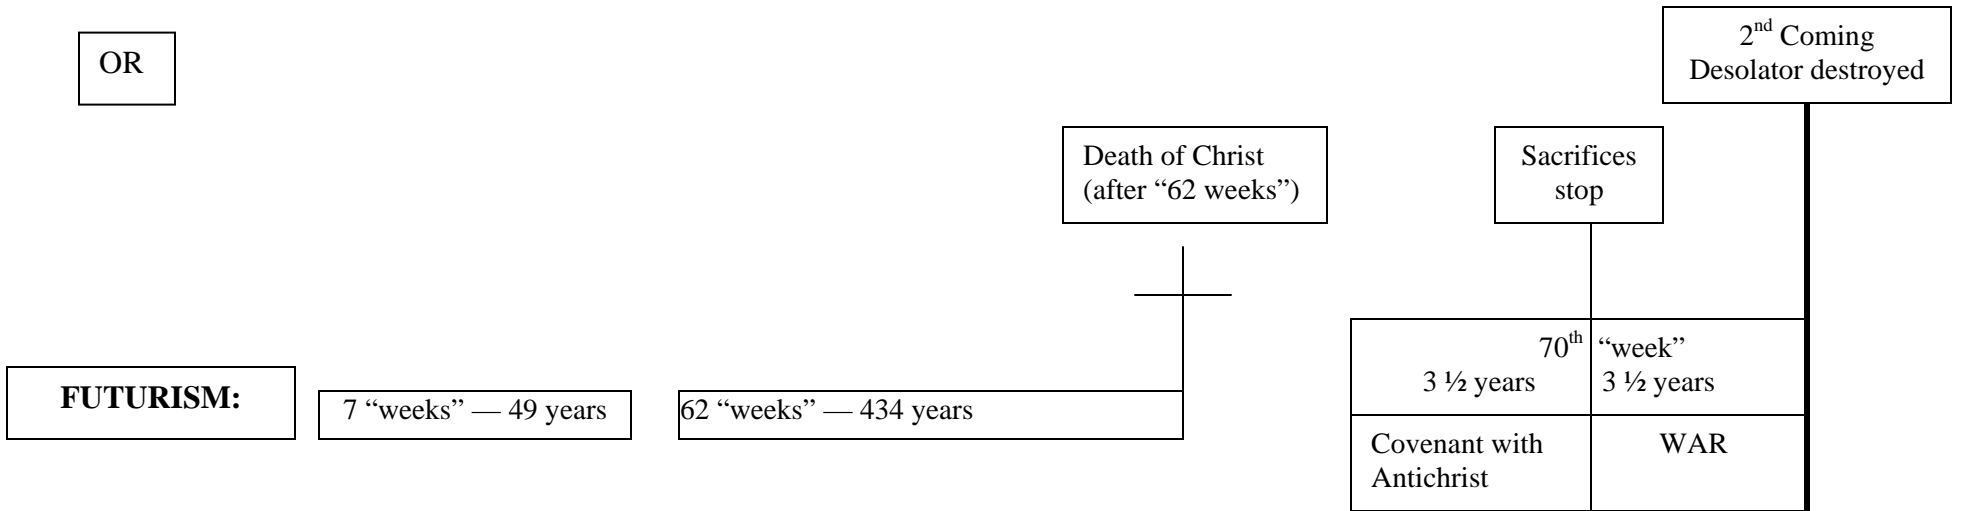 OR
2nd Coming
Desolator destroyed
Death of Christ
(after “62 weeks”)
Sacrifices
stop
FUTURISM:
7 “weeks” — 49 years
62 “weeks” — 434 years
70th “week”
3 ½ years 3 ½ years
Covenant with
Antichrist
WAR